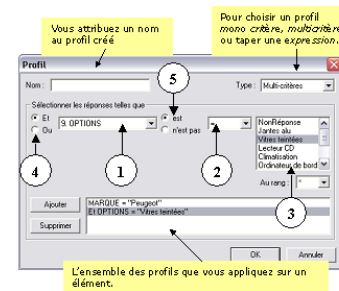 Vous attribuez un nom
au profil créé
Pour choisir un profil
mono critère, multicritère
ou taper une expression.
Profil
Nom :
Type : Multi-critères
Sélectionner les réponses telles que
5
Et
Ou
9. OPTIONS
est
n'est pas
=
NonRéponse
Jantes alu
Vitres teintées
Lecteur CD
Climatisation
Ordinateur de bord
4
1
2
3
Au rang : *
Ajouter
Supprimer
MARQUE = "Peugeot"
Et OPTIONS = "Vitres teintées"
OK
Annuler
L'ensemble des profils que vous appliquez sur un
élément.